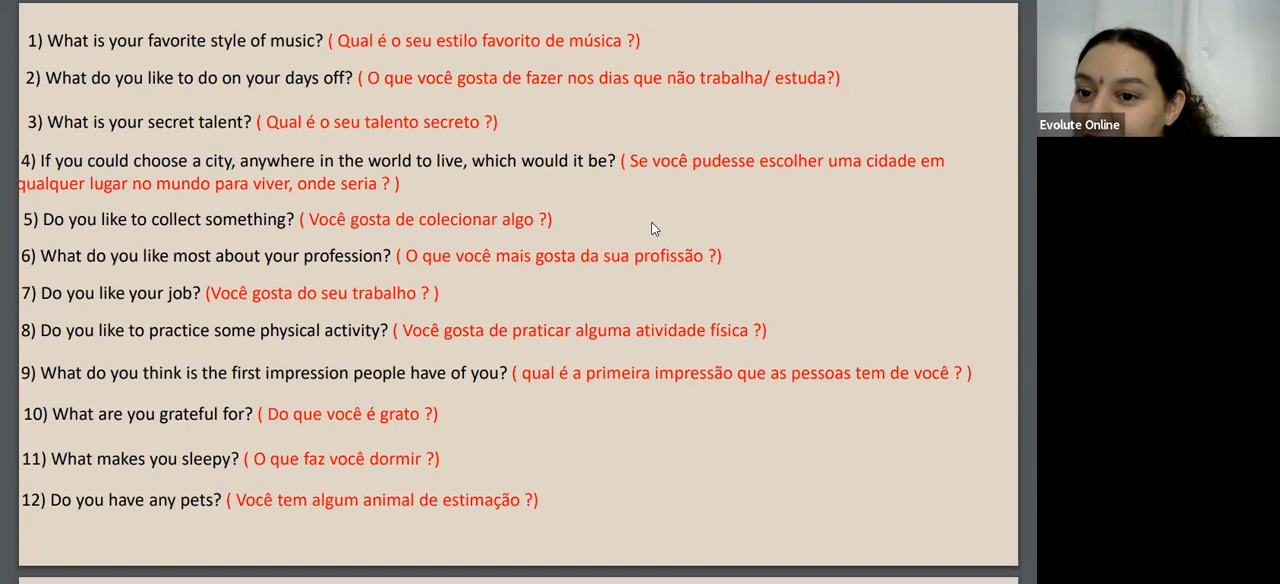 1) What is your favorite style of music? ( Qual é o seu estilo favorito de música ?)
2) What do you like to do on your days off? ( O que você gosta de fazer nos dias que não trabalha/ estuda?)
3) What is your secret talent? ( Qual é o seu talento secreto ?)
4) If you could choose a city, anywhere in the world to live, which would it be? ( Se você pudesse escolher uma cidade em
qualquer lugar no mundo para viver, onde seria ? )
5) Do you like to collect something? ( Você gosta de colecionar algo ?)
6) What do you like most about your profession? ( O que você mais gosta da sua profissão ?)
7) Do you like your job? (Você gosta do seu trabalho ? )
8) Do you like to practice some physical activity? ( Você gosta de praticar alguma atividade física ?)
9) What do you think is the first impression people have of you? ( qual é a primeira impressão que as pessoas tem de você ? )
10) What are you grateful for? ( Do que você é grato ?)
11) What makes you sleepy? ( O que faz você dormir ?)
12) Do you have any pets? ( Você tem algum animal de estimação ?)
Evolute Online